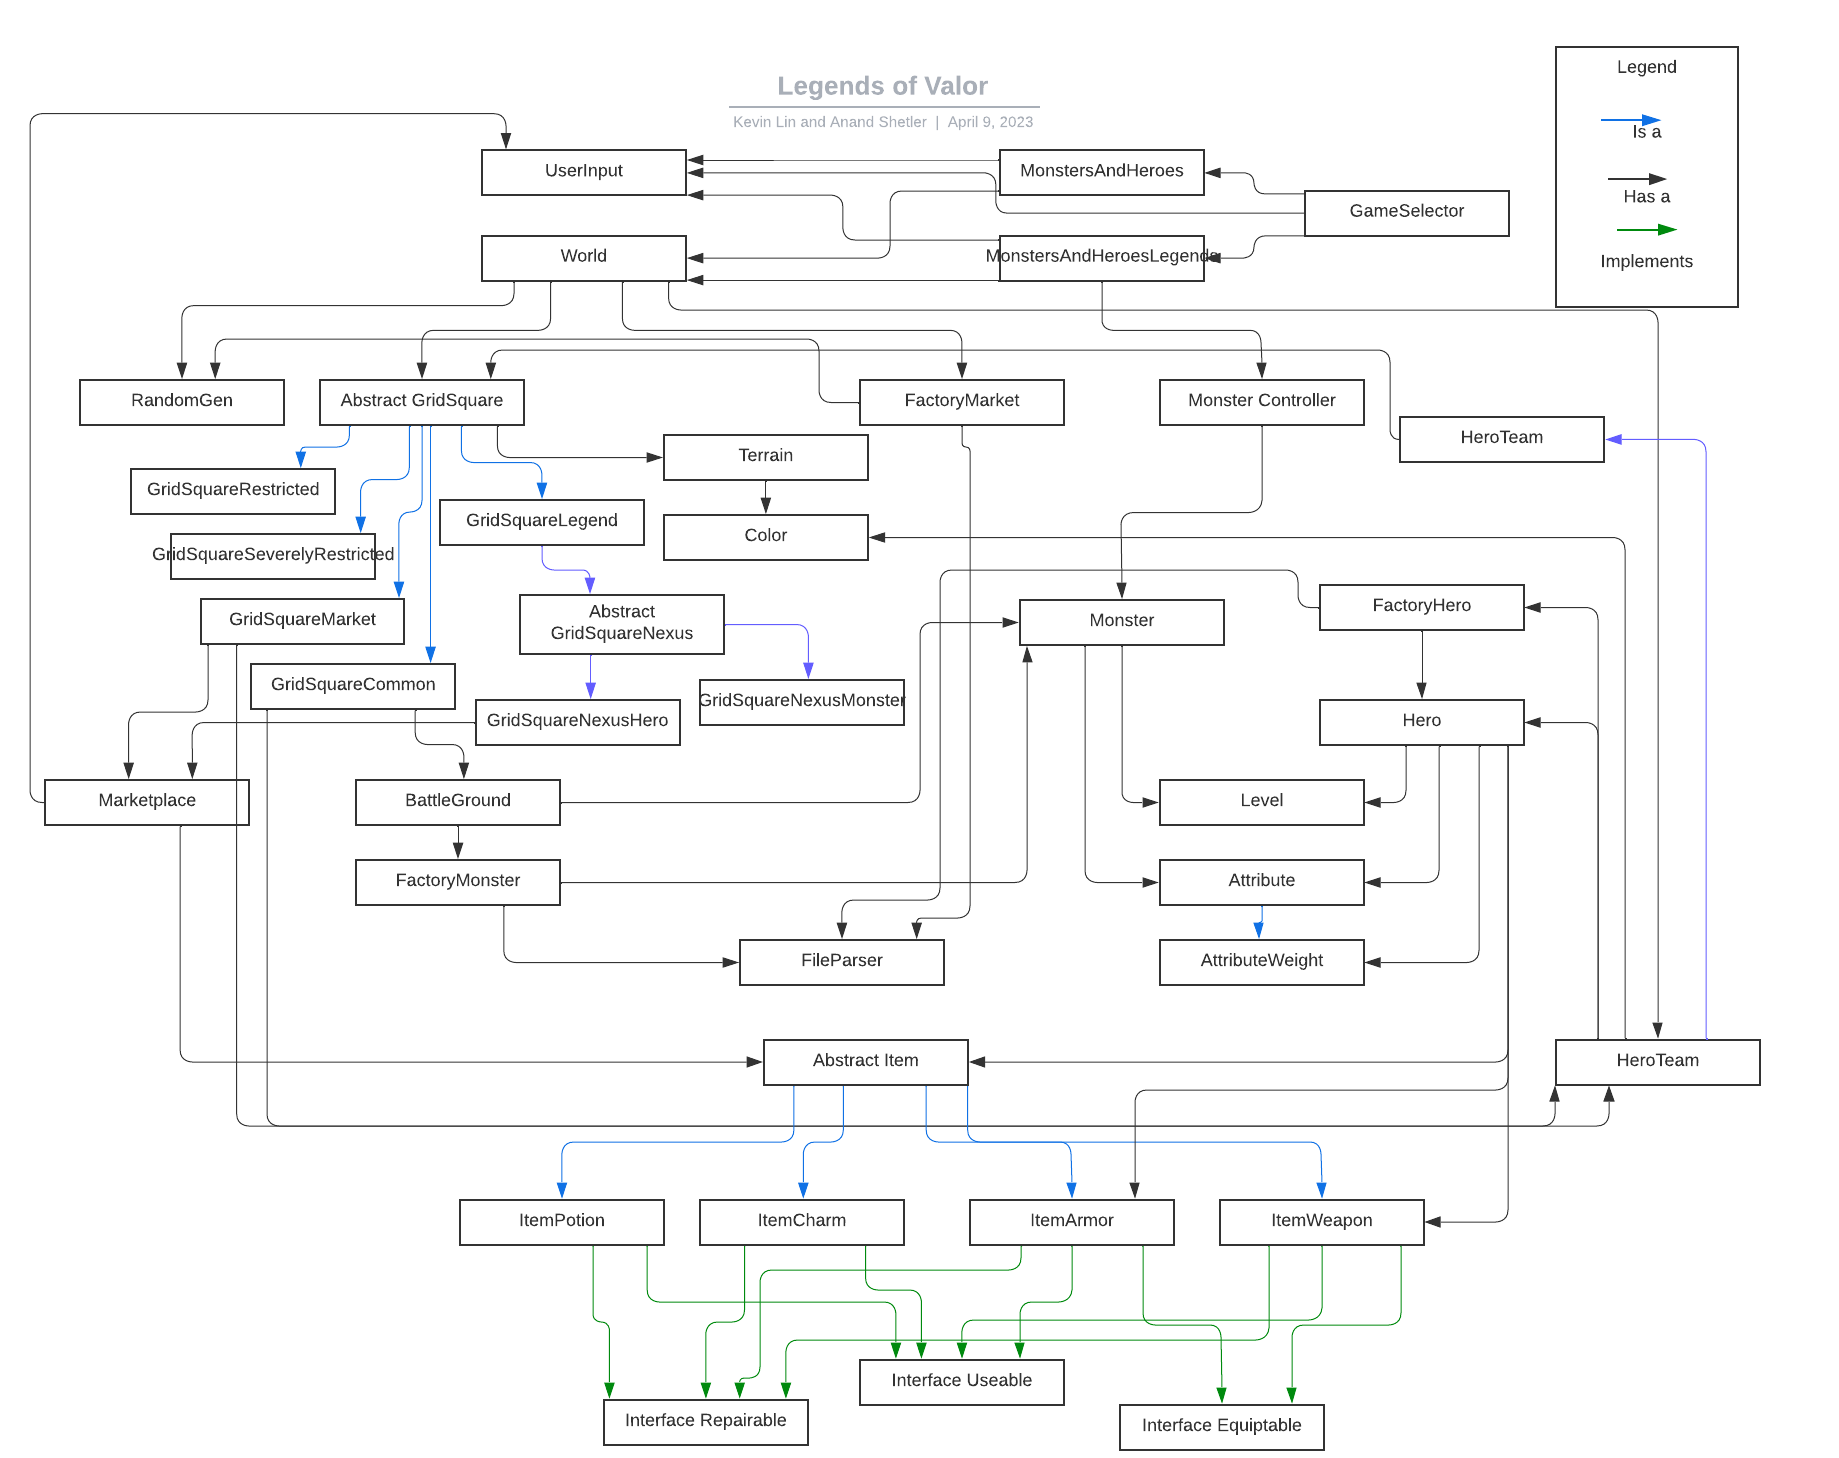 Legends of Valor
Kevin Lin and Anand Shetler | April 9, 2023
Legend
Is a
Has a
Implements
UserInput
MonstersAndHeroes
GameSelector
World
MonstersAndHeroesLegends
RandomGen
Abstract GridSquare
FactoryMarket
Monster Controller
HeroTeam
Terrain
GridSquareRestricted
GridSquareLegend
Color
GridSquareSeverelyRestricted
GridSquareMarket
Abstract
GridSquareNexus
Monster
FactoryHero
GridSquareCommon
GridSquareNexusHero
GridSquareNexusMonster
Hero
Marketplace
BattleGround
Level
FactoryMonster
Attribute
FileParser
AttributeWeight
Abstract Item
HeroTeam
ItemPotion
ItemCharm
ItemArmor
ItemWeapon
Interface Useable
Interface Repairable
Interface Equiptable